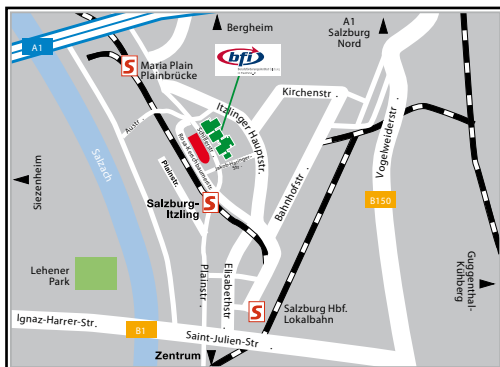 Bergheim
A1
Salzburg
Nord
A1
S
Maria Plain
Plainbrücke
bfi
Kirchenstr.
Itzlinger Hauptstr.
Austr.
Schillerstr.
Vogelweiderstr.
Salzach
Plainstr.
Bahnhofstr.
Siezenheim
S
Salzburg-
Itzling
B150
Guggenthal-
Kühberg
Lehener
Park
Plainstr.
Elisabethstr.
S
Salzburg Hbf.
Lokalbahn
Ignaz-Harrer-Str.
B1
Saint-Julien-Str.
Zentrum